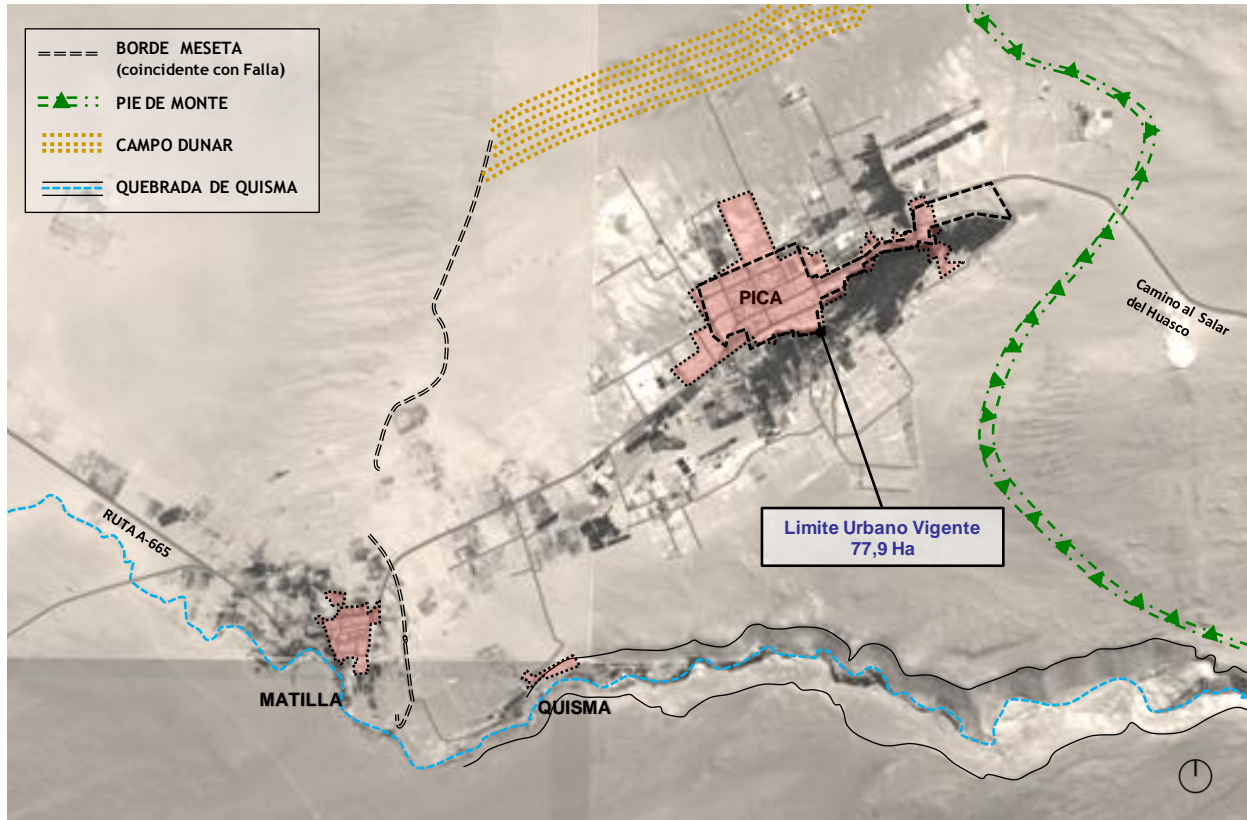 BORDE MESETA
(coincidente con Falla)
PIE DE MONTE
CAMPO DUNAR
QUEBRADA DE QUISMA
PICA
Camino al Salar
del Huasco
Limite Urbano Vigente
77,9 Ha
RUTA A-665
MATILLA
QUISMA